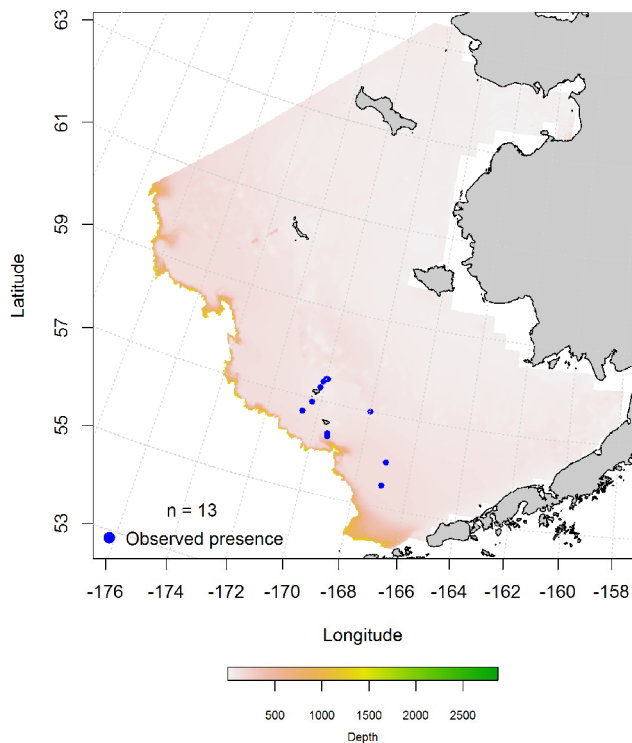 63
61
59
57
55
53
Latitude
n = 13
Observed presence
-176 -174 -172 -170 -168 -166 -164 -162 -160 -158
Longitude
500 1000 1500 2000 2500
Depth